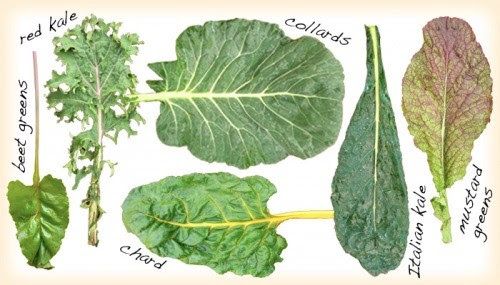 red kale
collards
beet greens
chard
Italian kale
mustard
greens